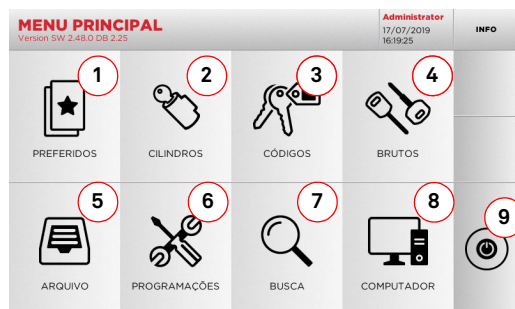 MENU PRINCIPAL
Version SW 2.48.0 DB 2.25
Administrator
17/07/2019
16:19:25
INFO
1
2
3
4
PREFERIDOS
CILINDROS
CÓDIGOS
BRUTOS
5
6
7
8
9
ARQUIVO
PROGRAMAÇÕES
BUSCA
COMPUTADOR